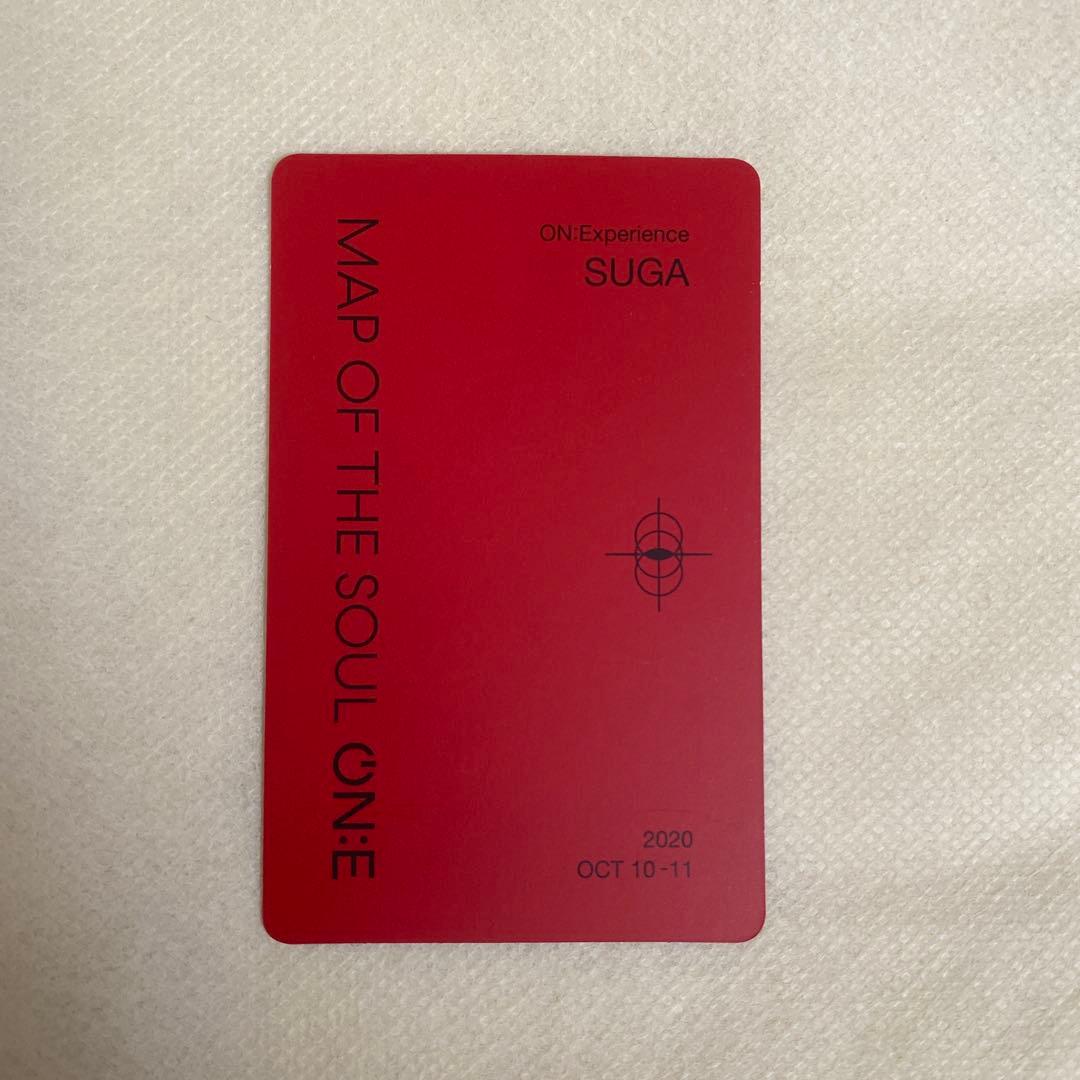 MAP OF THE SOUL ON:E
ON:Experience
SUGA
2020
OCT 10-11